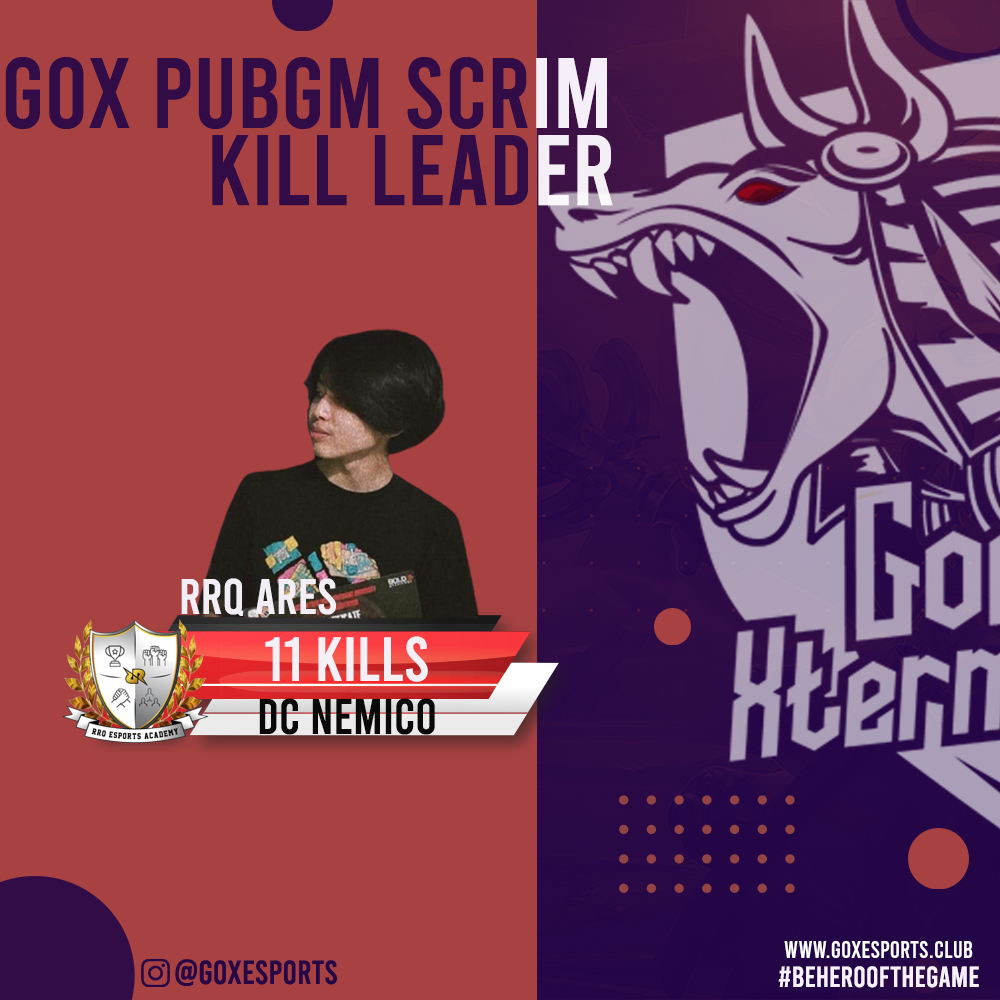 GOX PUBGM SCRIM
KILL LEADER
BOLD
RRQ ARES
11 KILLS
DC NEMICO
RRQ ESPORTS ACADEMY
@GOXESPORTS
WWW.GOXESPORTS.CLUB
#BEHEROOFTHEGAME